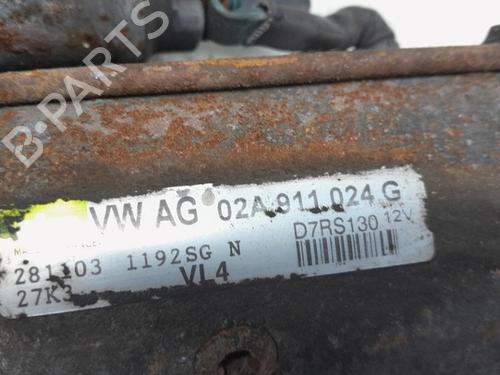 B-PARTS
VW AG 02A 911 024 G
D7RS130 12V
281103 1192SG N
27K3 VL4